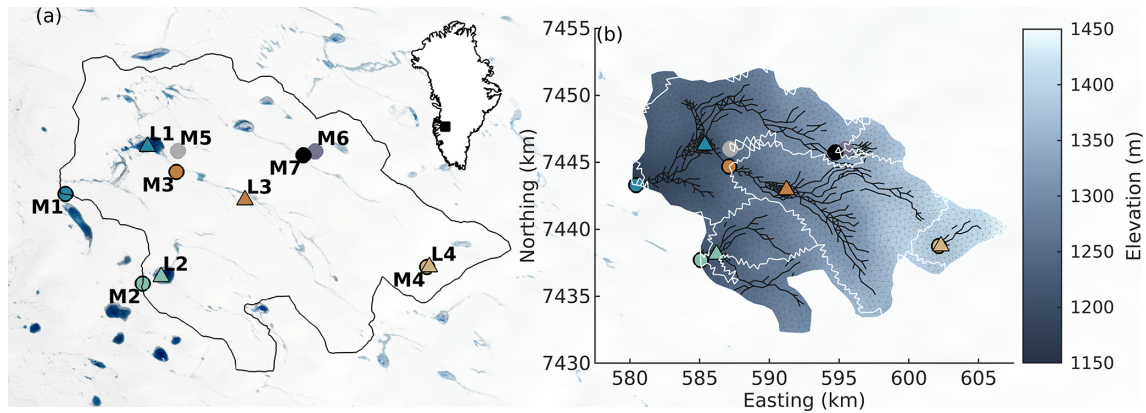 (a)
L1
M5
M6
M7
M3
L3
M1
L2
L4
M4
M2
(b)
7455
7450
7445
7440
7435
7430
Northing (km)
580
585
590
595
600
605
Easting (km)
1450
1400
1350
1300
1250
1200
1150
Elevation (m)